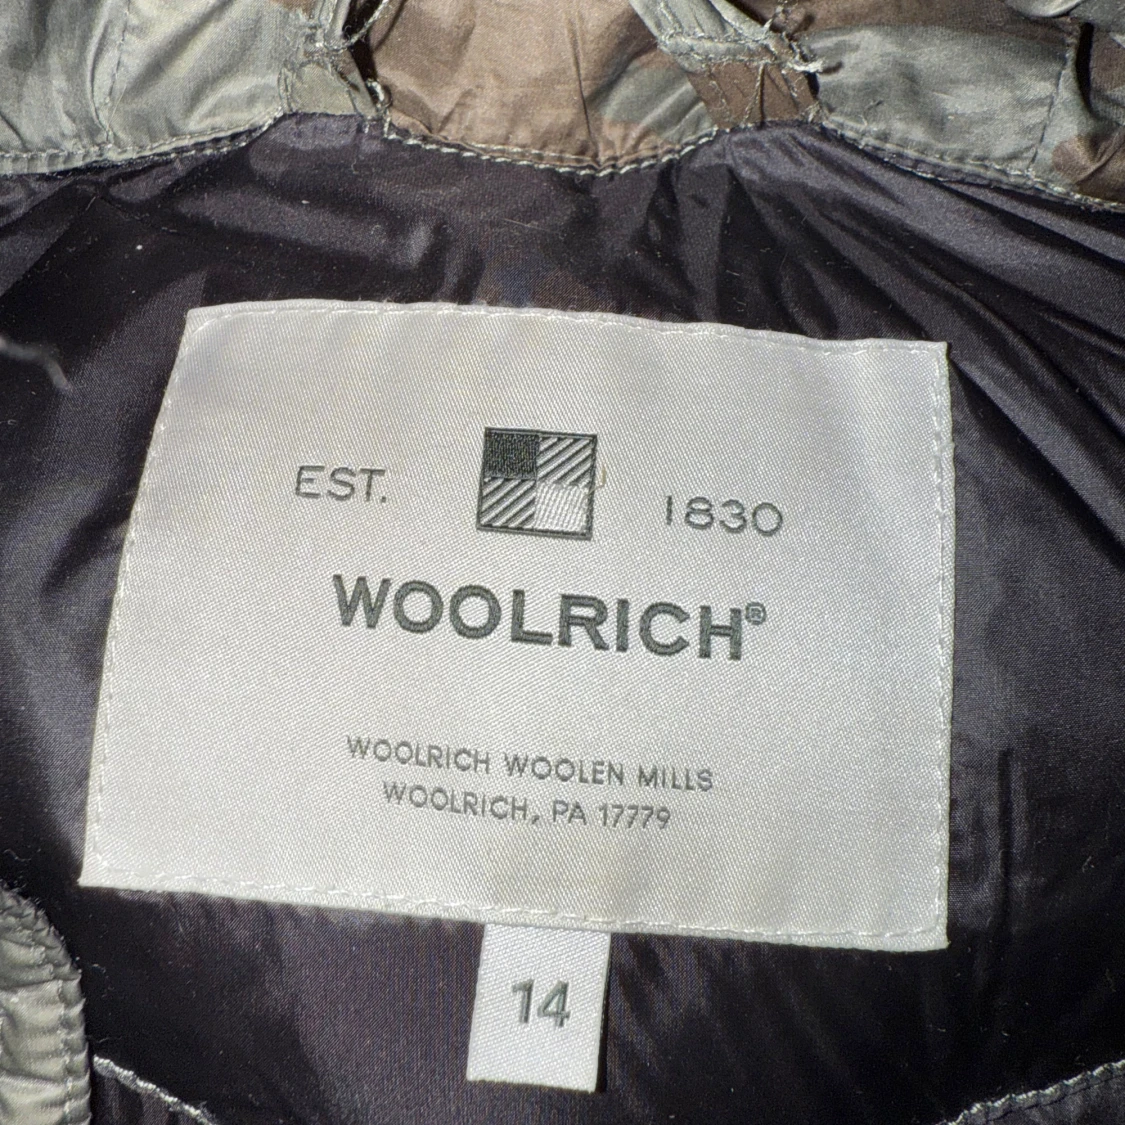 EST. 1830
WOOLRICH®
WOOLRICH WOOLEN MILLS
WOOLRICH, PA 17779
14